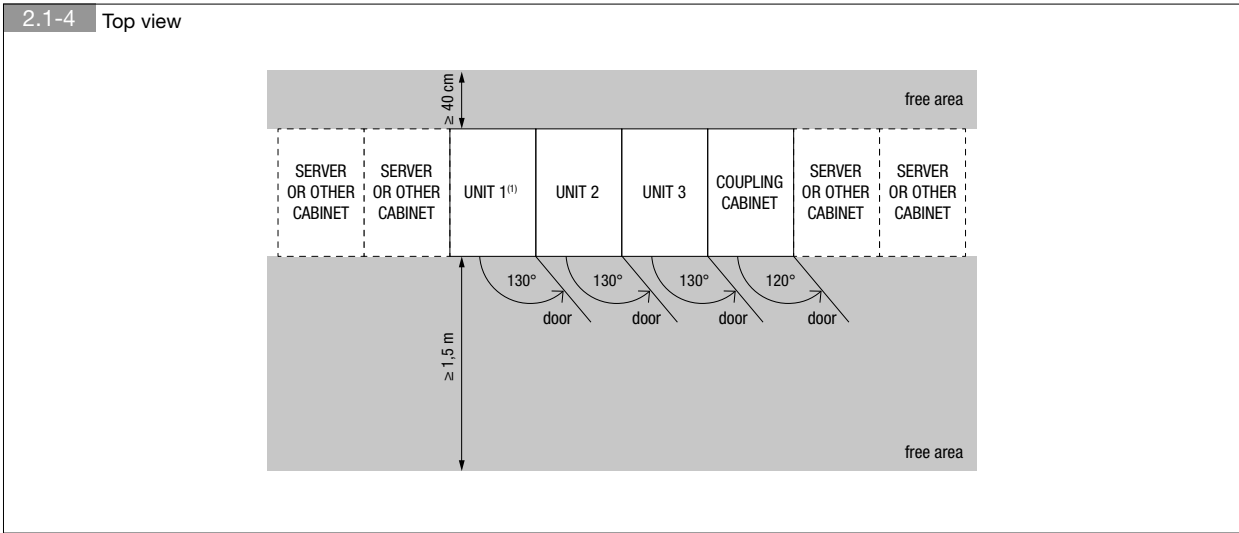 2.1-4 Top view
≥ 40 cm
free area
SERVER
OR OTHER
CABINET
SERVER
OR OTHER
CABINET
UNIT 1(1)
UNIT 2
UNIT 3
COUPLING
CABINET
SERVER
OR OTHER
CABINET
SERVER
OR OTHER
CABINET
130°
130°
130°
120°
door
door
door
door
≥ 1,5 m
free area